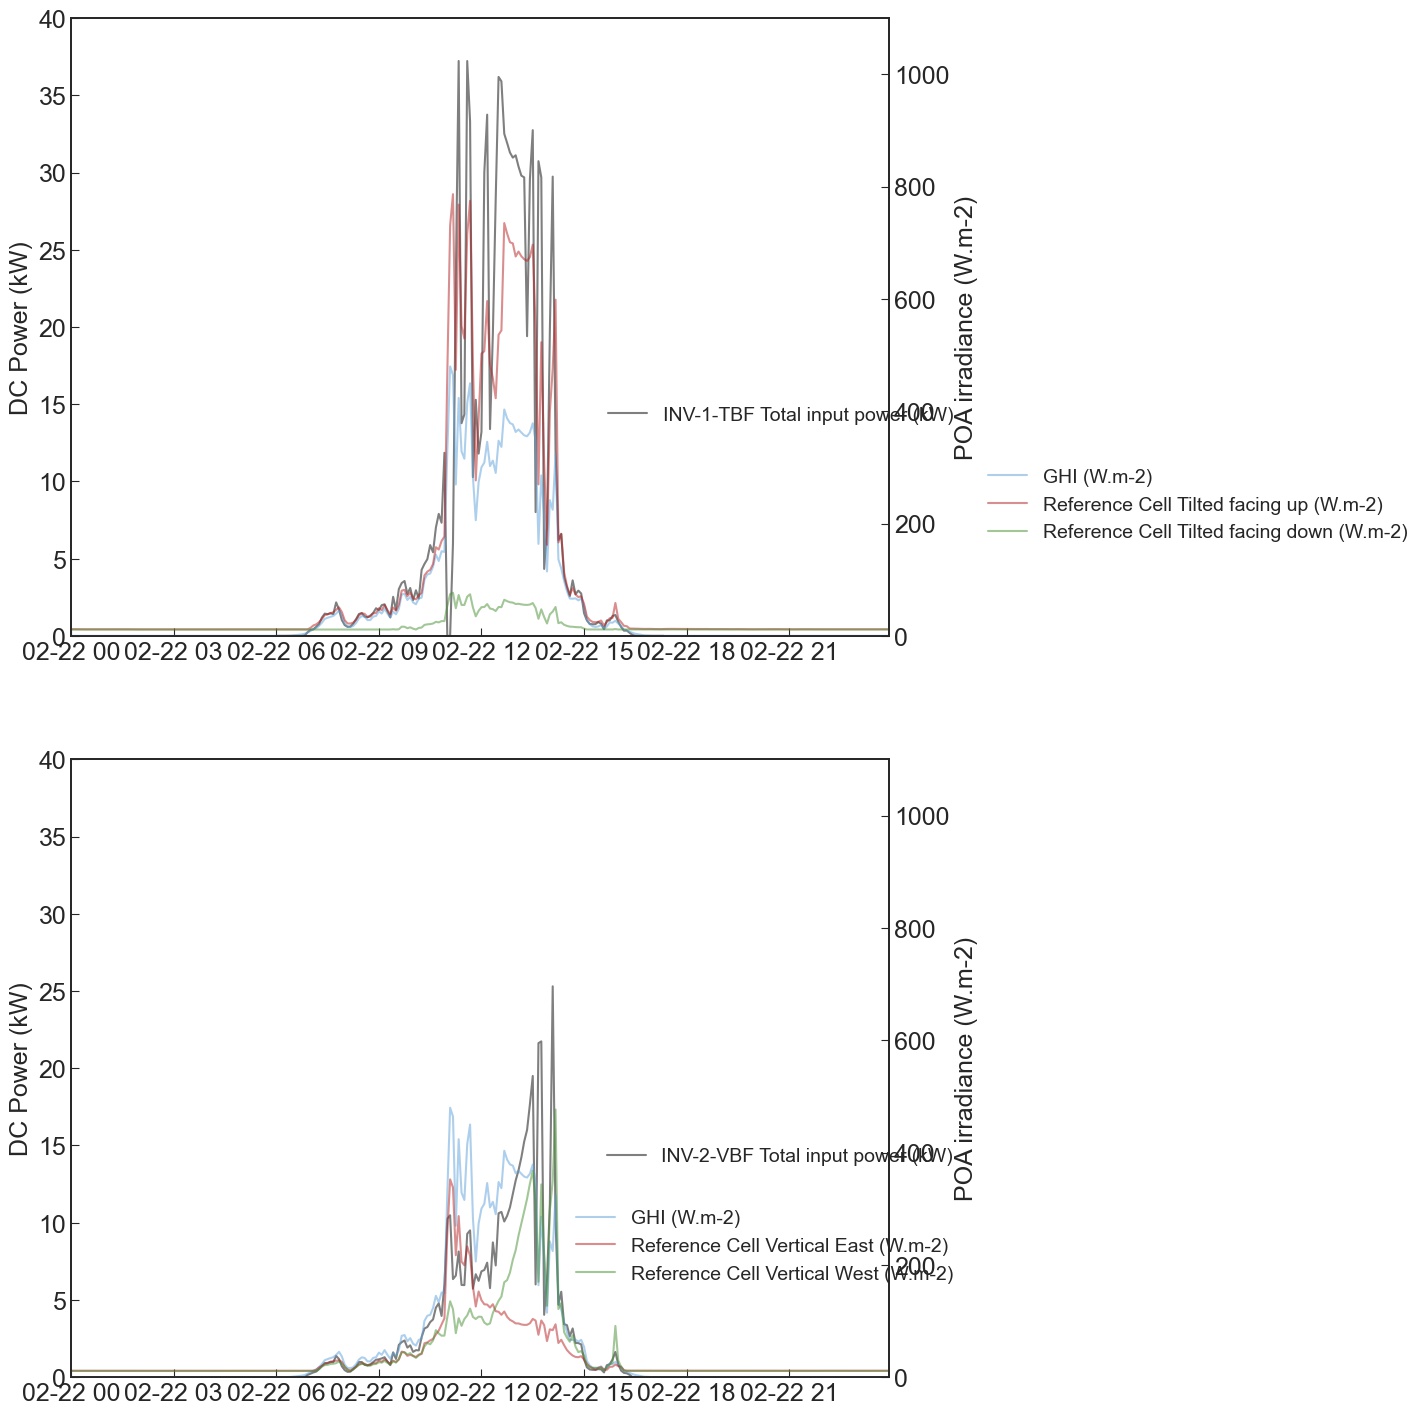 40
35
30
25
20
15
10
5
0
DC Power (kW)
1000
800
600
400
200
0
POA irradiance (W.m-2)
INV-1-TBF Total input power (kW)
GHI (W.m-2)
Reference Cell Tilted facing up (W.m-2)
Reference Cell Tilted facing down (W.m-2)
02-22 00 02-22 03 02-22 06 02-22 09 02-22 12 02-22 15 02-22 18 02-22 21
40
35
30
25
20
15
10
5
0
DC Power (kW)
1000
800
600
400
200
0
POA irradiance (W.m-2)
INV-2-VBF Total input power (kW)
GHI (W.m-2)
Reference Cell Vertical East (W.m-2)
Reference Cell Vertical West (W.m-2)
02-22 00 02-22 03 02-22 06 02-22 09 02-22 12 02-22 15 02-22 18 02-22 21